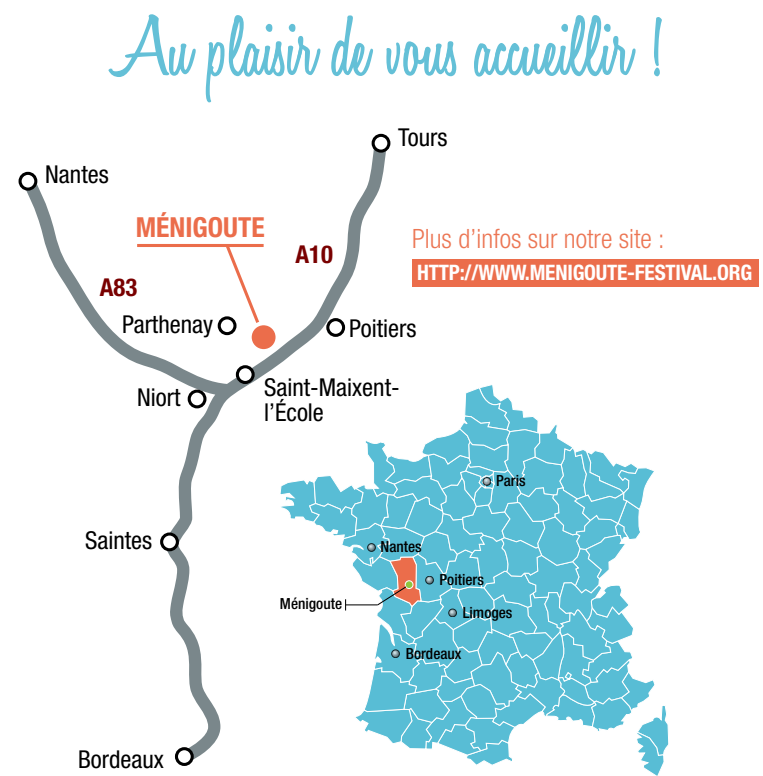 Au plaisir de vous accueillir !
Tours
Nantes
MÉNIGOUTE
A10
Plus d'infos sur notre site :
HTTP://WWW.MENIGOUTE-FESTIVAL.ORG
A83
Parthenay
Poitiers
Saint-Maixent-
l'École
Niort
Saintes
Bordeaux
Paris
Nantes
Poitiers
Ménigoute
Limoges
Bordeaux